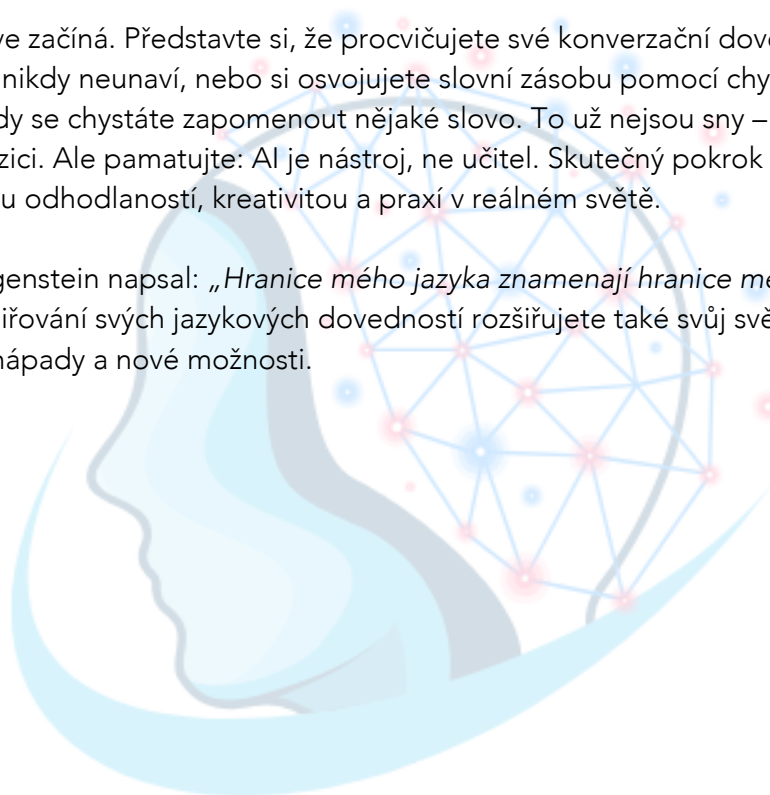 ve začíná. Představte si, že procvičujete své konverzační dov
nikdy neunaví, nebo si osvojujete slovní zásobu pomocí chy
dy se chystáte zapomenout nějaké slovo. To už nejsou sny –
zici. Ale pamatujte: AI je nástroj, ne učitel. Skutečný pokrok
u odhodlaností, kreativitou a praxí v reálném světě.
genstein napsal: „Hranice mého jazyka znamenají hranice mé
iřování svých jazykových dovedností rozšiřujete také svůj svě
nápady a nové možnosti.